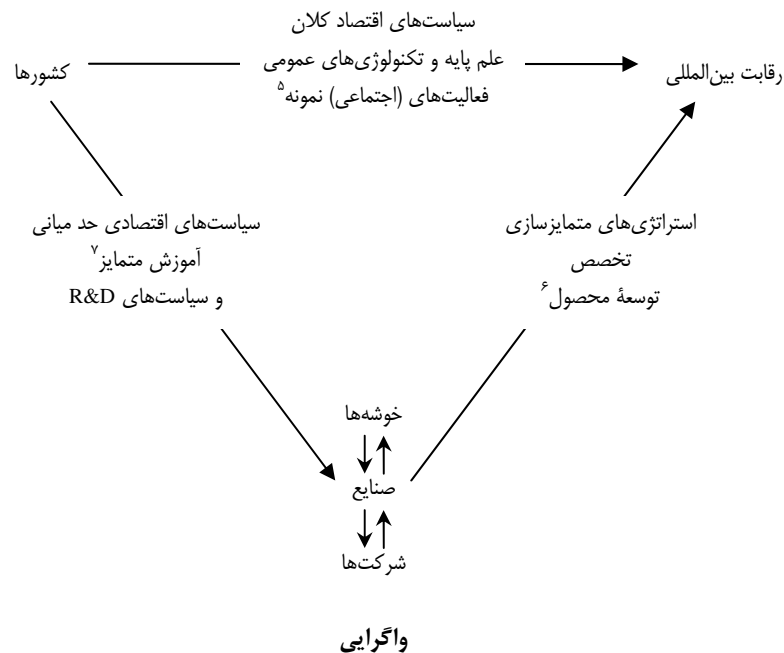 سیاست‌های اقتصاد کلان
علم پایه و تکنولوژی‌های عمومی
فعالیت‌های (اجتماعی) نمونه۵
کشورها
رقابت بین‌المللی
سیاست‌های اقتصادی حد میانی
آموزش متمایز۷
و سیاست‌های R&D
استراتژی‌های متمایزسازی
تخصص
توسعۀ محصول۶
خوشه‌ها
صنایع
شرکت‌ها
واگرایی